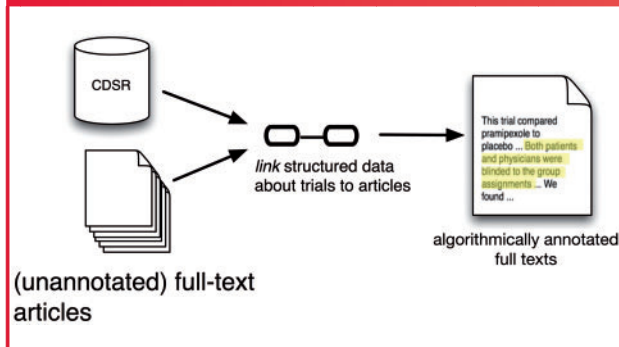 CDSR
link structured data
about trials to articles
This trial compared
pramipexole to
placebo ... Both patients
and physicians were
blinded to the group
assignments ... We
found ...
algorithmically annotated
full texts
(unannotated) full-text
articles